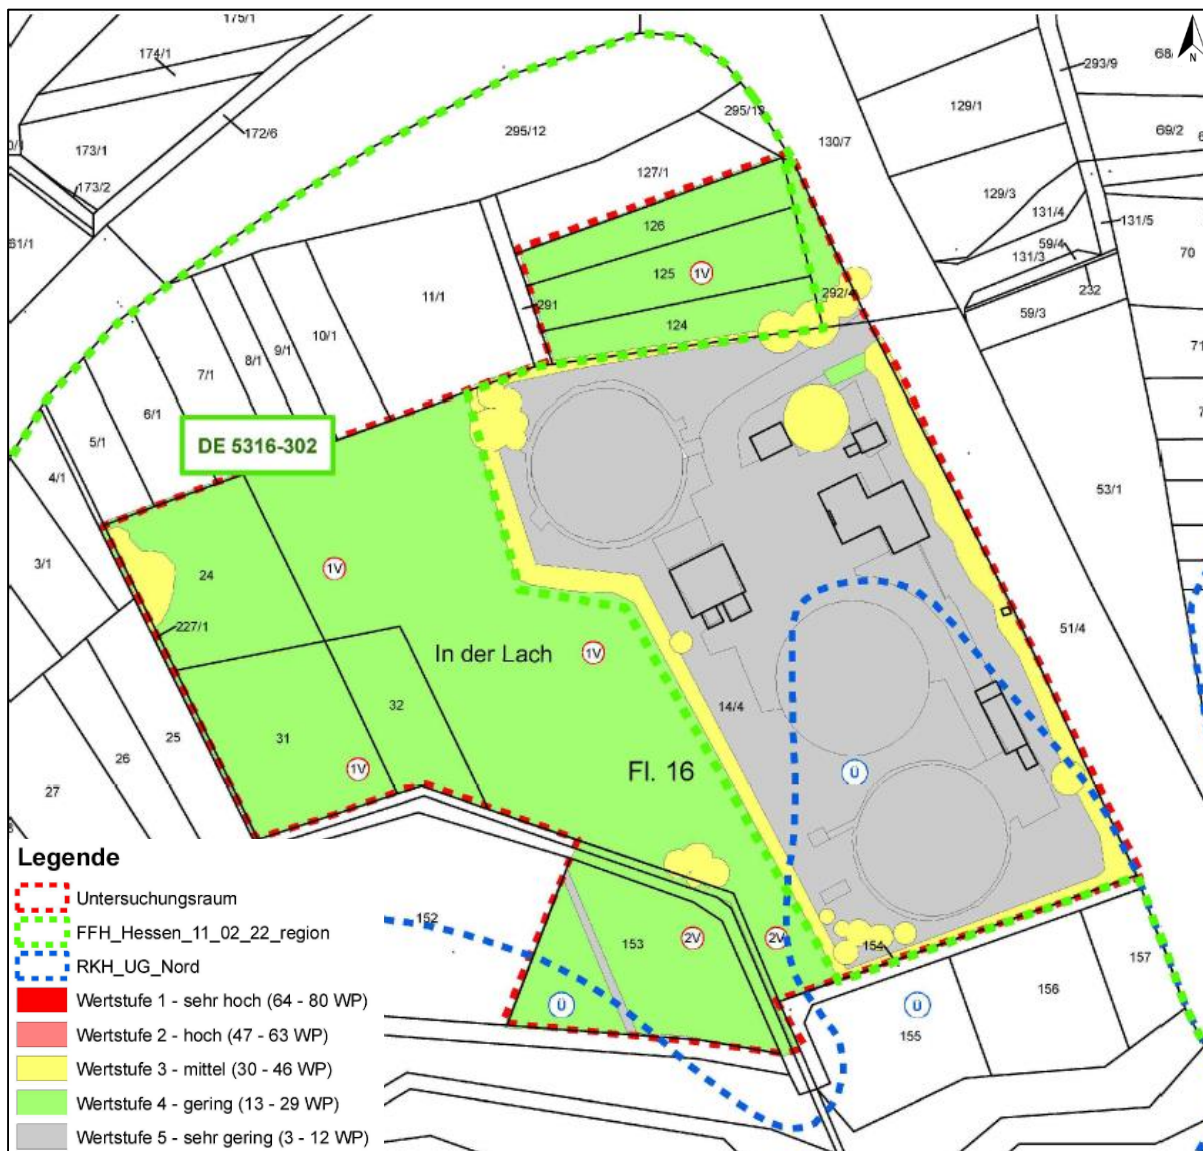 175/1
174/1
293/9
172/6
295/12
130/7
129/1
69/2
173/1
127/1
173/2
129/3
131/4
131/5
61/1
126
59/4
131/3
70
125
1V
232
292/4
11/1
291
59/3
124
10/1
9/1
8/1
7/1
6/1
5/1
DE 5316-302
4/1
53/1
3/1
24
1V
227/1
51/4
In der Lach
1V
32
14/4
31
25
26
1V
Fl. 16
Ü
27
Legende
Untersuchungsraum
152
153
2V
2V
154
157
FFH_Hessen_11_02_22_region
156
RKH_UG_Nord
Ü
Ü
155
Wertstufe 1 - sehr hoch (64 - 80 WP)
Wertstufe 2 - hoch (47 - 63 WP)
Wertstufe 3 - mittel (30 - 46 WP)
Wertstufe 4 - gering (13 - 29 WP)
Wertstufe 5 - sehr gering (3 - 12 WP)
N